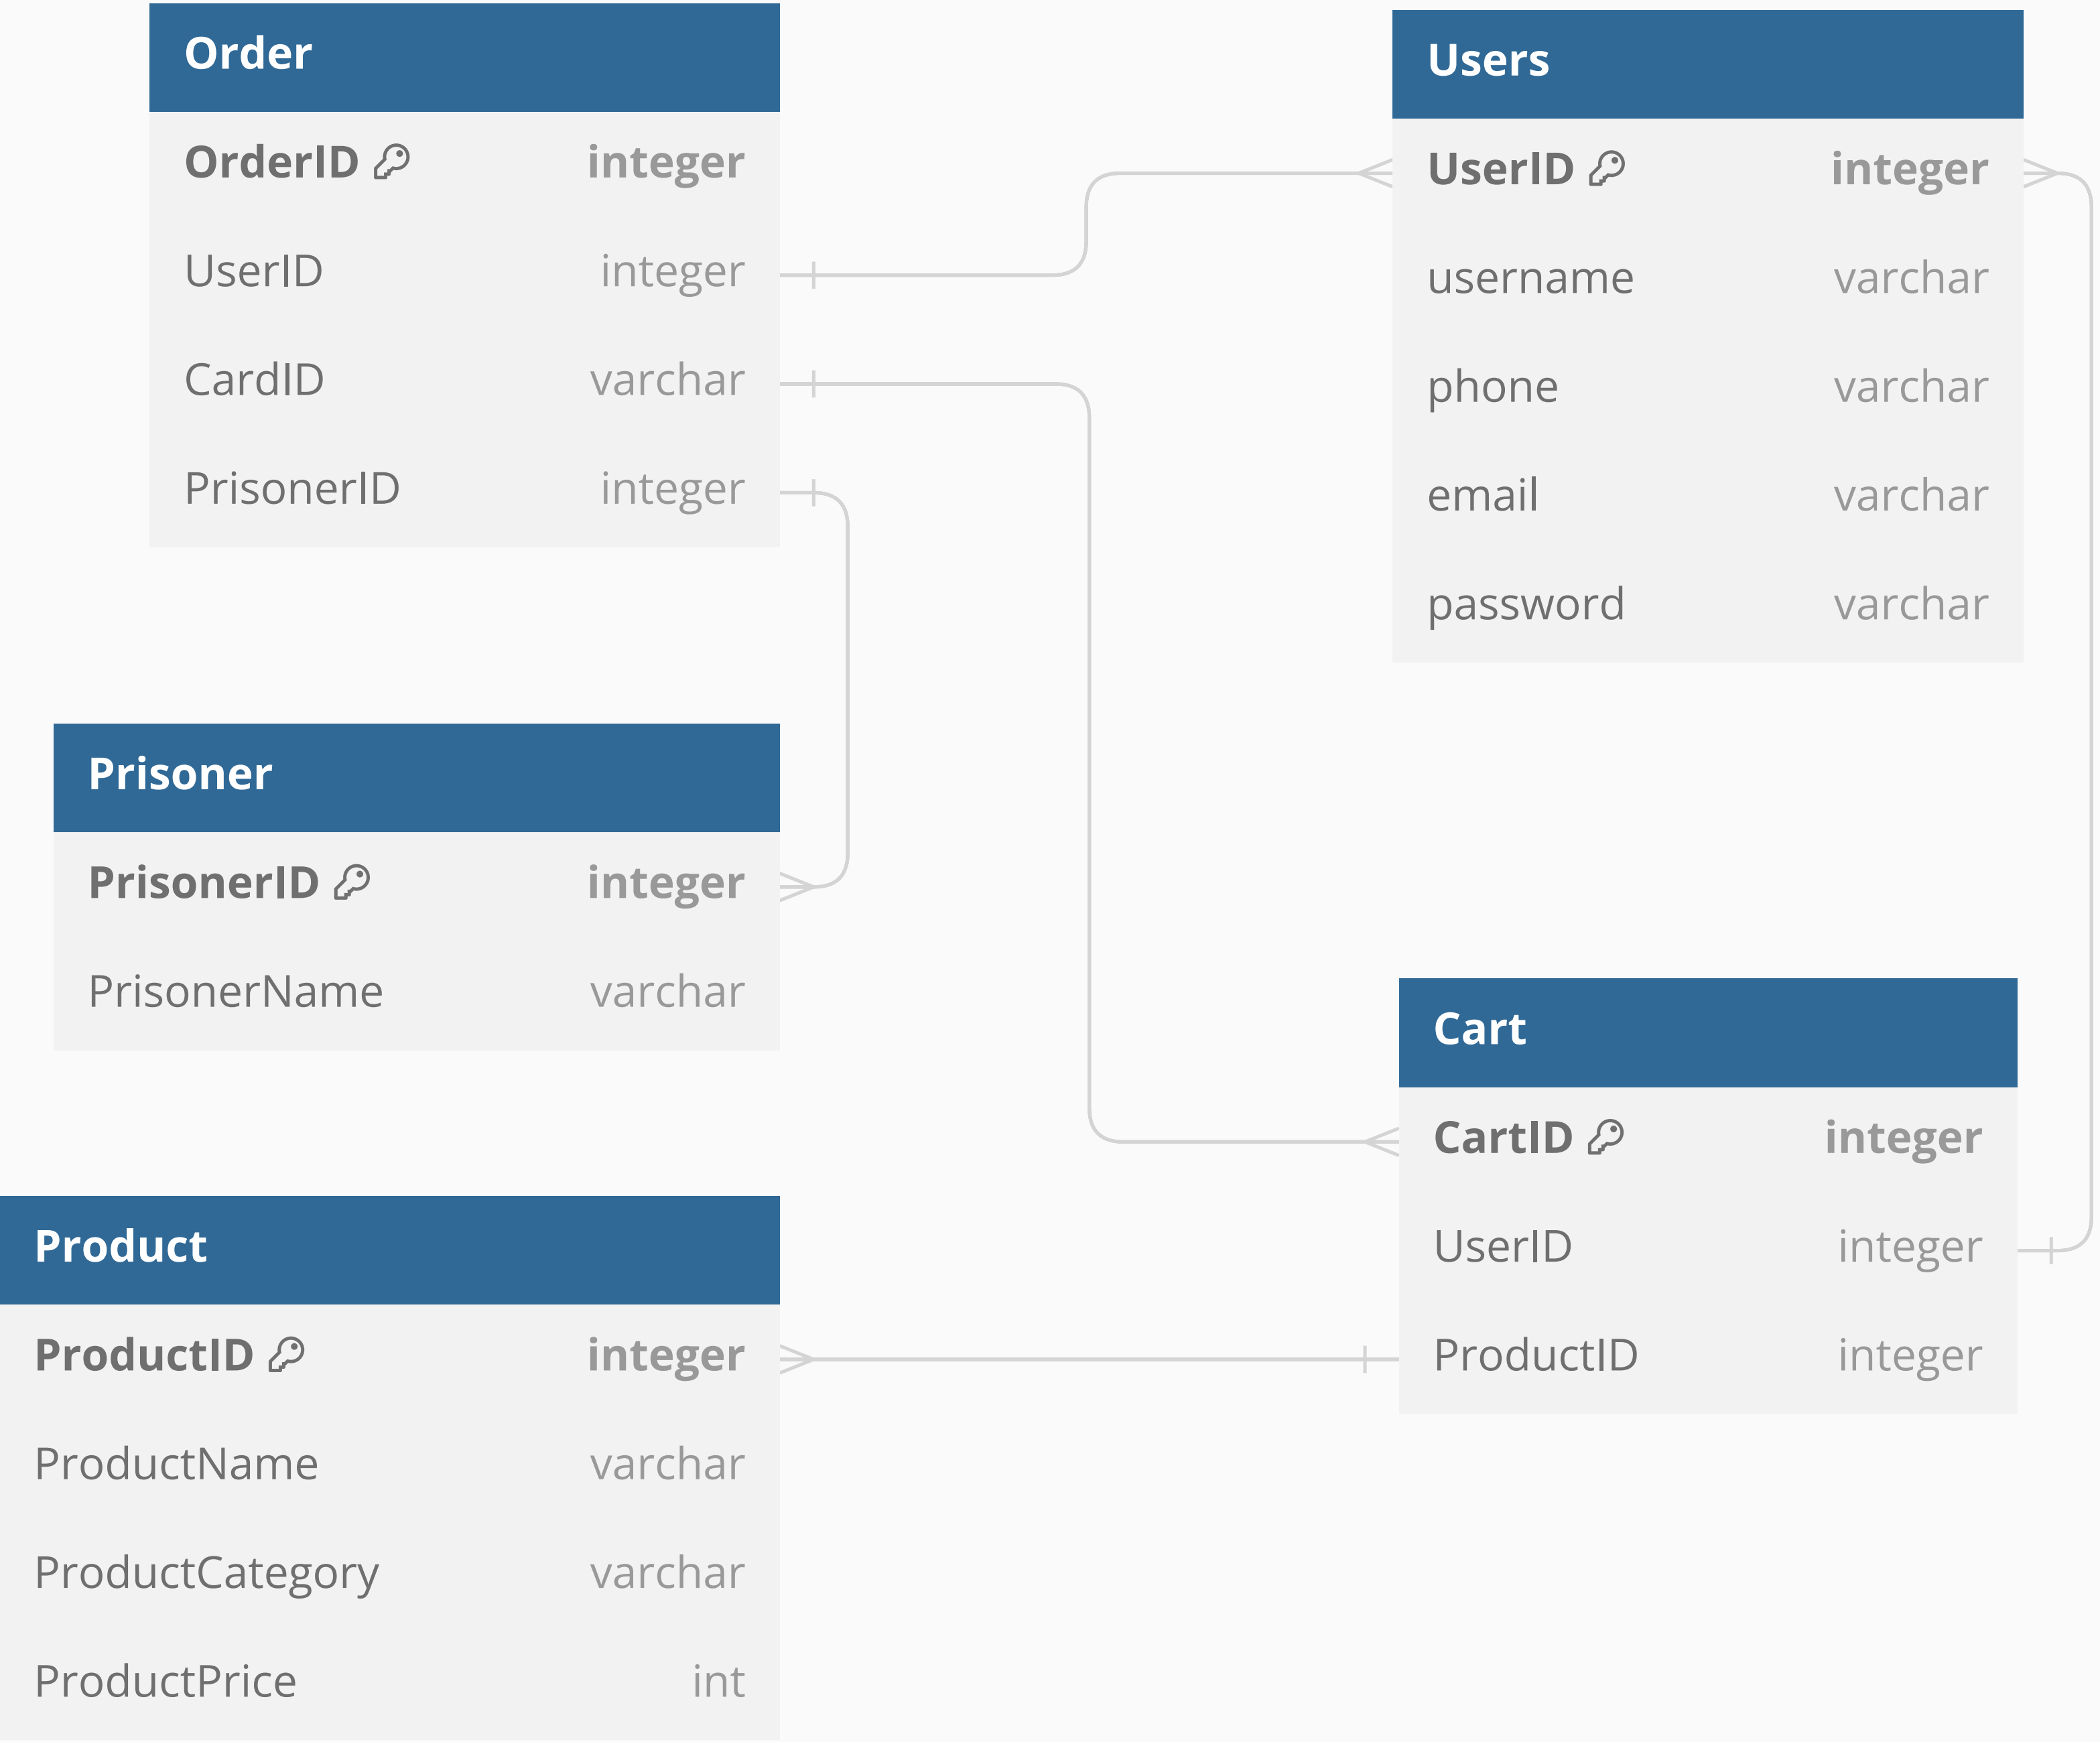 Order
OrderID integer
UserID integer
CardID varchar
PrisonerID integer
Users
UserID integer
username varchar
phone varchar
email varchar
password varchar
Prisoner
PrisonerID integer
PrisonerName varchar
Cart
CartID integer
UserID integer
ProductID integer
Product
ProductID integer
ProductName varchar
ProductCategory varchar
ProductPrice int